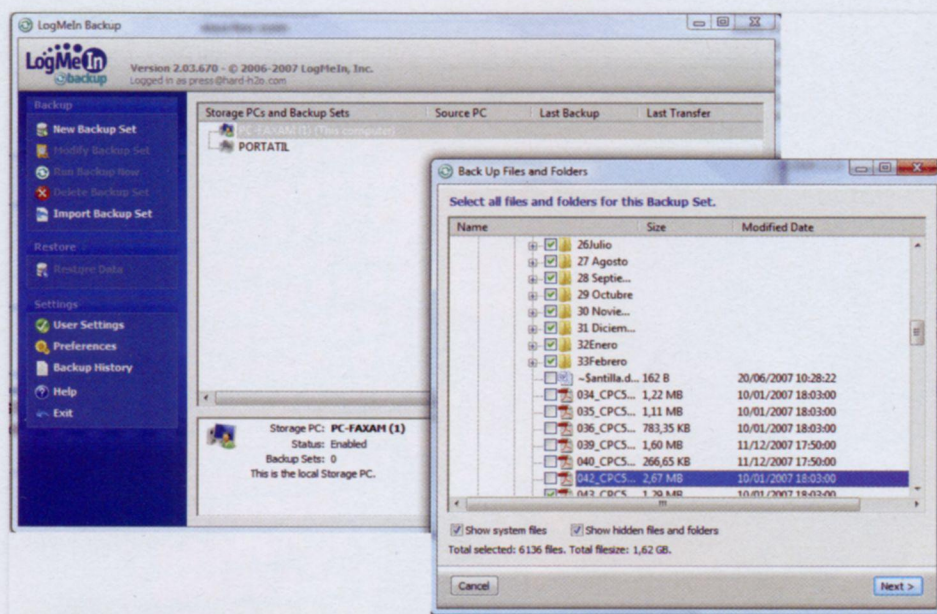 LogMeIn Backup
LogMeIn
backup
Version 2.03.670 - © 2006-2007 LogMeIn, Inc.
Logged in as press@hard-h2o.com
Backup
New Backup Set
Modify Backup Set
Run Backup Now
Delete Backup Set
Import Backup Set
Restore
Restore Data
Settings
User Settings
Preferences
Backup History
Help
Exit
Storage PCs and Backup Sets Source PC Last Backup Last Transfer
PC-FAXAM (1) (This computer)
PORTATIL
Storage PC: PC-FAXAM (1)
Status: Enabled
Backup Sets: 0
This is the local Storage PC.
Back Up Files and Folders
Select all files and folders for this Backup Set.
Name Size Modified Date
26Julio
27 Agosto
28 Septie...
29 Octubre
30 Novie...
31 Diciem...
32Enero
33Febrero
~$antilla.d... 162 B 20/06/2007 10:28:22
034_CPC5... 1,22 MB 10/01/2007 18:03:00
035_CPC5... 1,11 MB 10/01/2007 18:03:00
036_CPC5... 783,35 KB 10/01/2007 18:03:00
039_CPC5... 1,60 MB 11/12/2007 17:50:00
040_CPC5... 266,65 KB 11/12/2007 17:50:00
042_CPC5... 2,67 MB 10/01/2007 18:03:00
043_CPC5... 1,29 MB 10/01/2007 18:03:00
Show system files Show hidden files and folders
Total selected: 6136 files. Total filesize: 1,62 GB.
Cancel
Next >